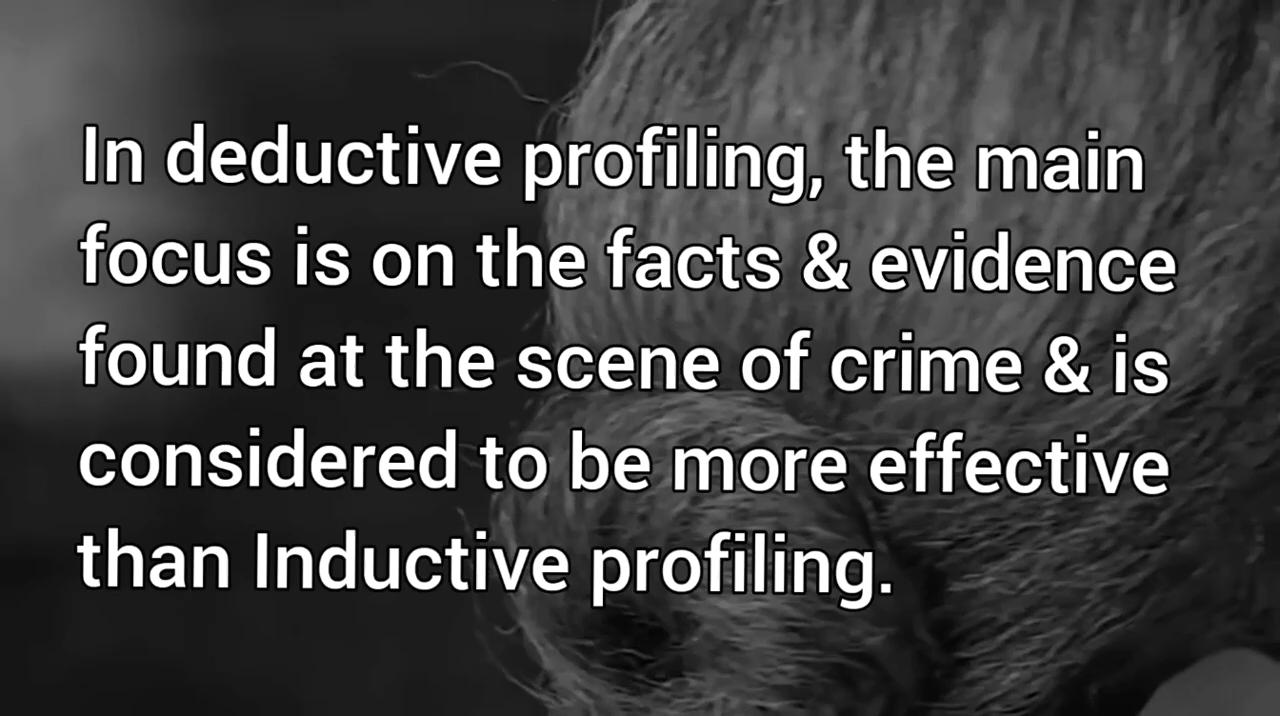 In deductive profiling, the main
focus is on the facts & evidence
found at the scene of crime & is
considered to be more effective
than Inductive profiling.